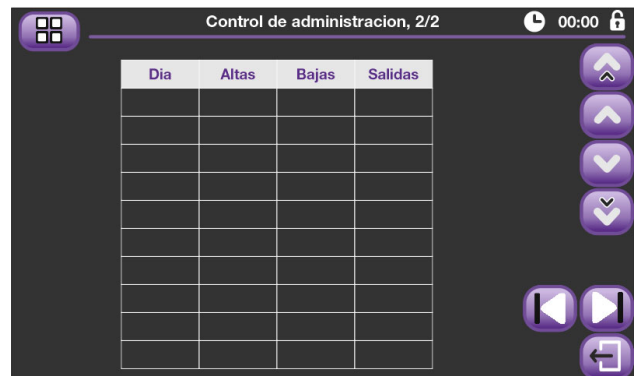 Control de administracion, 2/2 00:00
Dia Altas Bajas Salidas